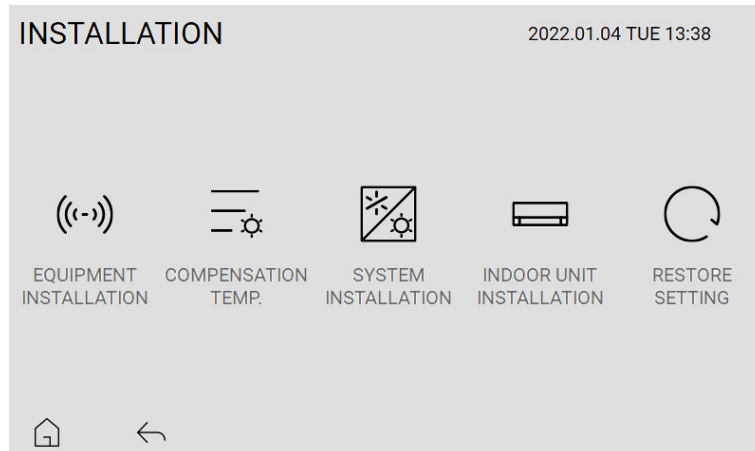 INSTALLATION
2022.01.04 TUE 13:38
EQUIPMENT
INSTALLATION
COMPENSATION
TEMP.
SYSTEM
INSTALLATION
INDOOR UNIT
INSTALLATION
RESTORE
SETTING